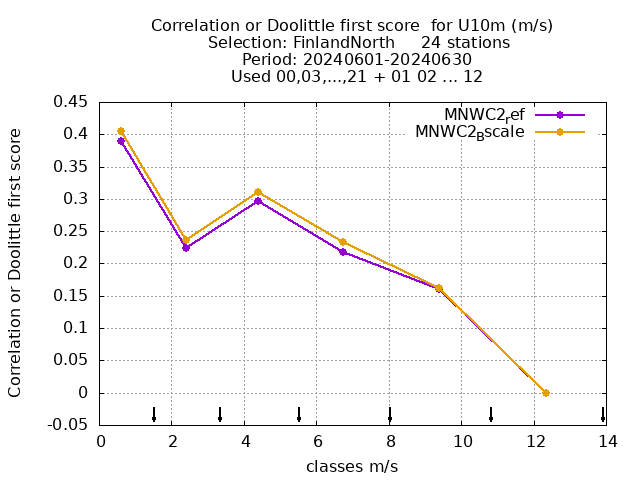 Correlation or Doolittle first score  for U10m (m/s)
Selection: FinlandNorth     24 stations
Period: 20240601-20240630
Used 00,03,...,21 + 01 02 ... 12
MNWC2ref
MNWC2Bscale
Correlation or Doolittle first score
0.45
0.4
0.35
0.3
0.25
0.2
0.15
0.1
0.05
0
-0.05
0 2 4 6 8 10 12 14
classes m/s